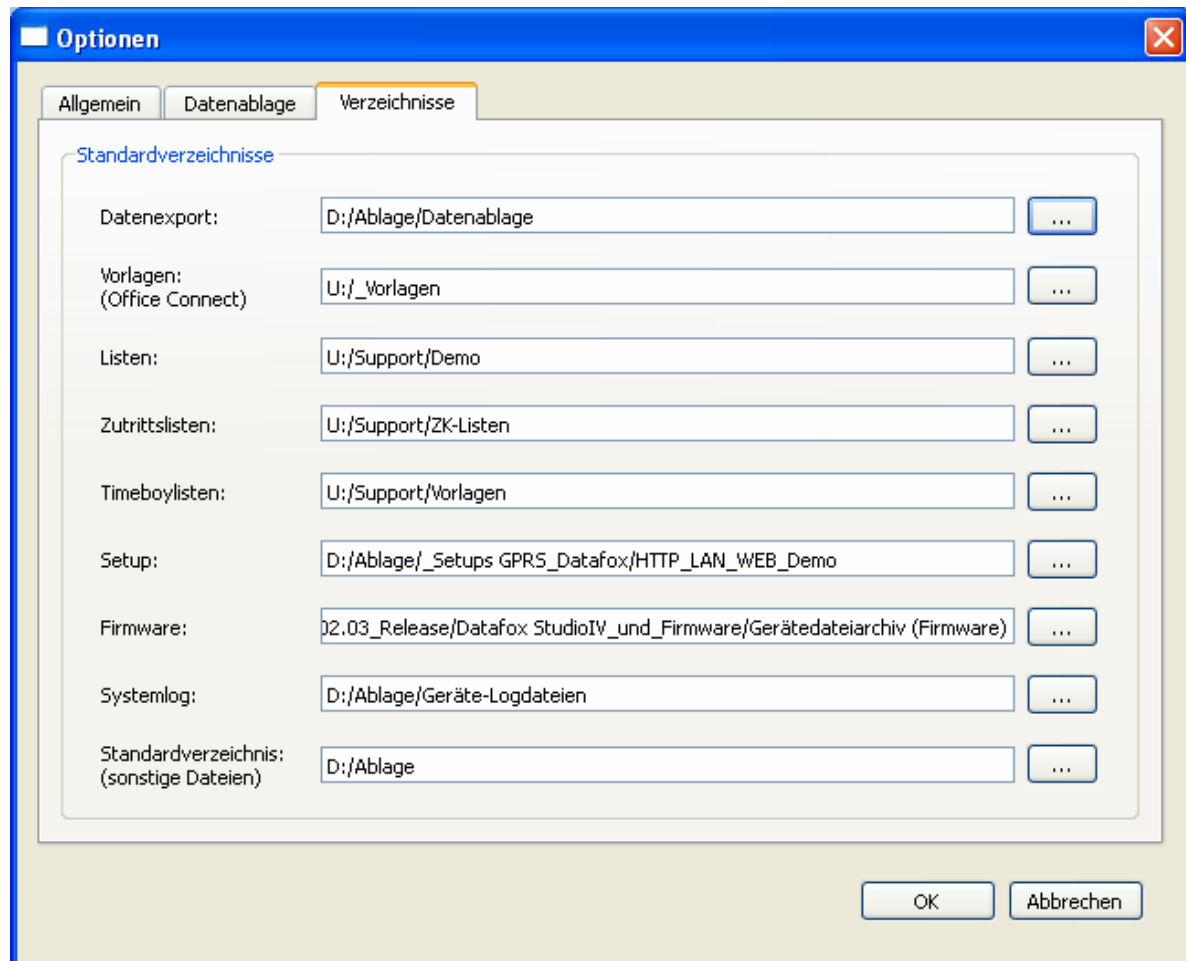 Optionen
Allgemein Datenablage Verzeichnisse
Standardverzeichnisse
Datenexport: D:/Ablage/Datenablage ...
Vorlagen:
(Office Connect) U:/_Vorlagen ...
Listen: U:/Support/Demo ...
Zutrittslisten: U:/Support/ZK-Listen ...
Timeboylisten: U:/Support/Vorlagen ...
Setup: D:/Ablage/_Setups GPRS_Datafox/HTTP_LAN_WEB_Demo ...
Firmware: 02.03_Release/Datafox StudioIV_und_Firmware/Gerätedateiarchiv (Firmware) ...
Systemlog: D:/Ablage/Geräte-Logdateien ...
Standardverzeichnis:
(sonstige Dateien) D:/Ablage ...
OK Abbrechen